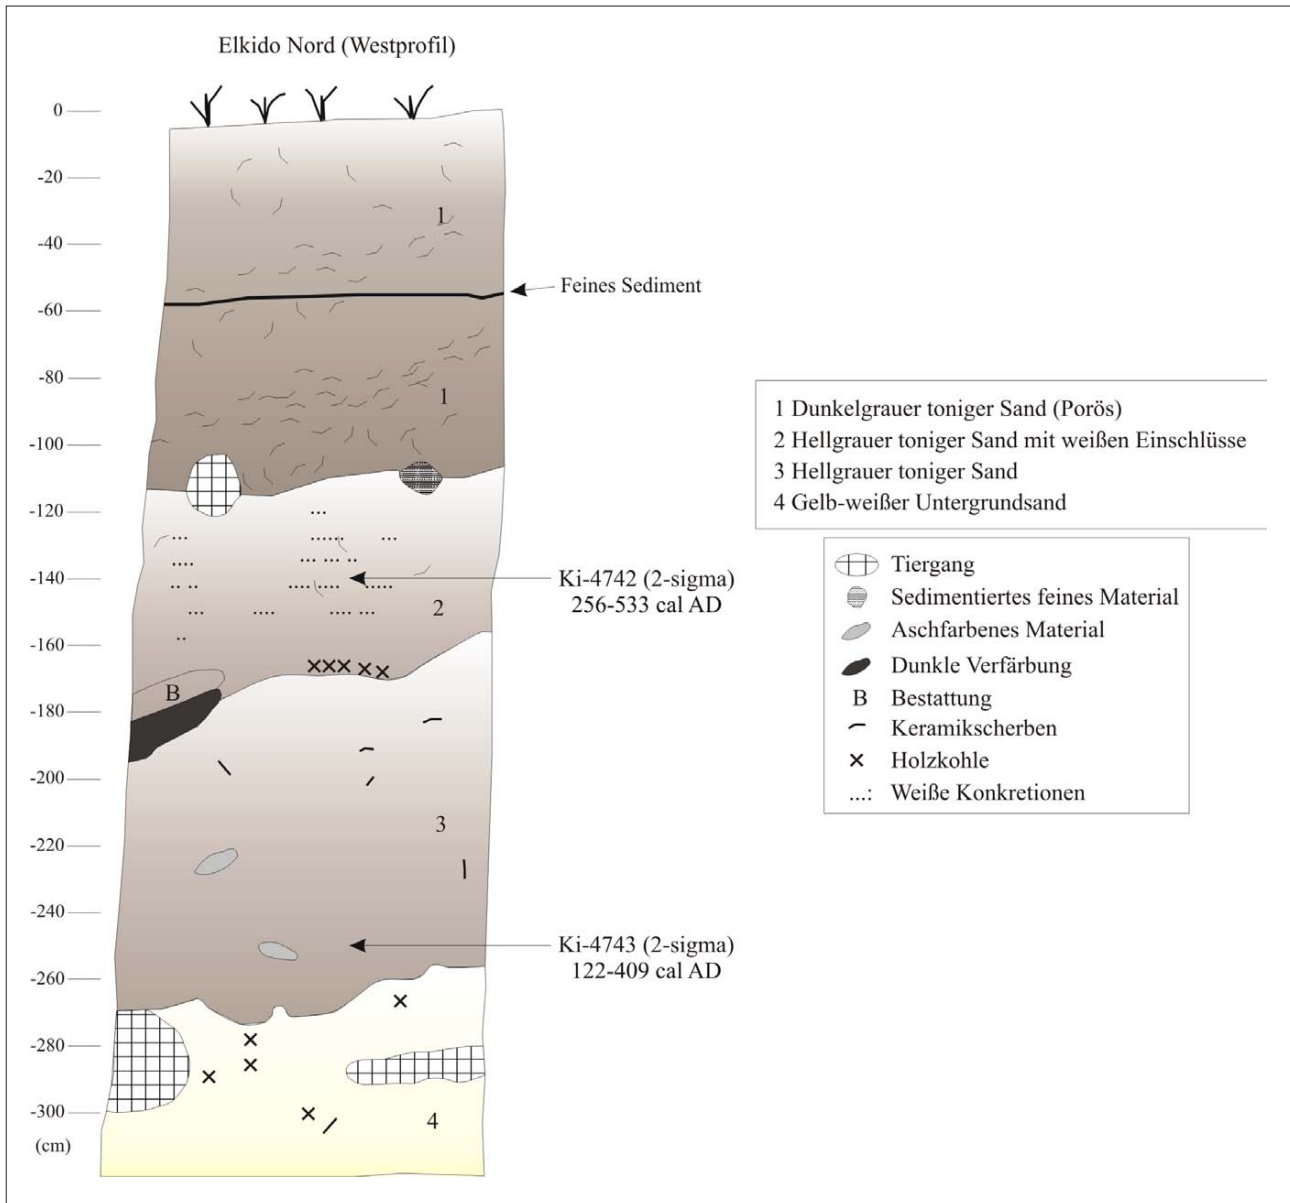 Elkido Nord (Westprofil)
0
-20
1
-40
Feines Sediment
-60
-80
1
-100
-120
-140
Ki-4742 (2-sigma)
256-533 cal AD
2
-160
B
-180
-200
3
-220
-240
Ki-4743 (2-sigma)
122-409 cal AD
-260
-280
-300
4
(cm)
1 Dunkelgrauer toniger Sand (Porös)
2 Hellgrauer toniger Sand mit weißen Einschlüsse
3 Hellgrauer toniger Sand
4 Gelb-weißer Untergrundsand
Tiergang
Sedimentiertes feines Material
Aschfarbenes Material
Dunkle Verfärbung
B Bestattung
Keramikscherben
Holzkohle
Weiße Konkretionen